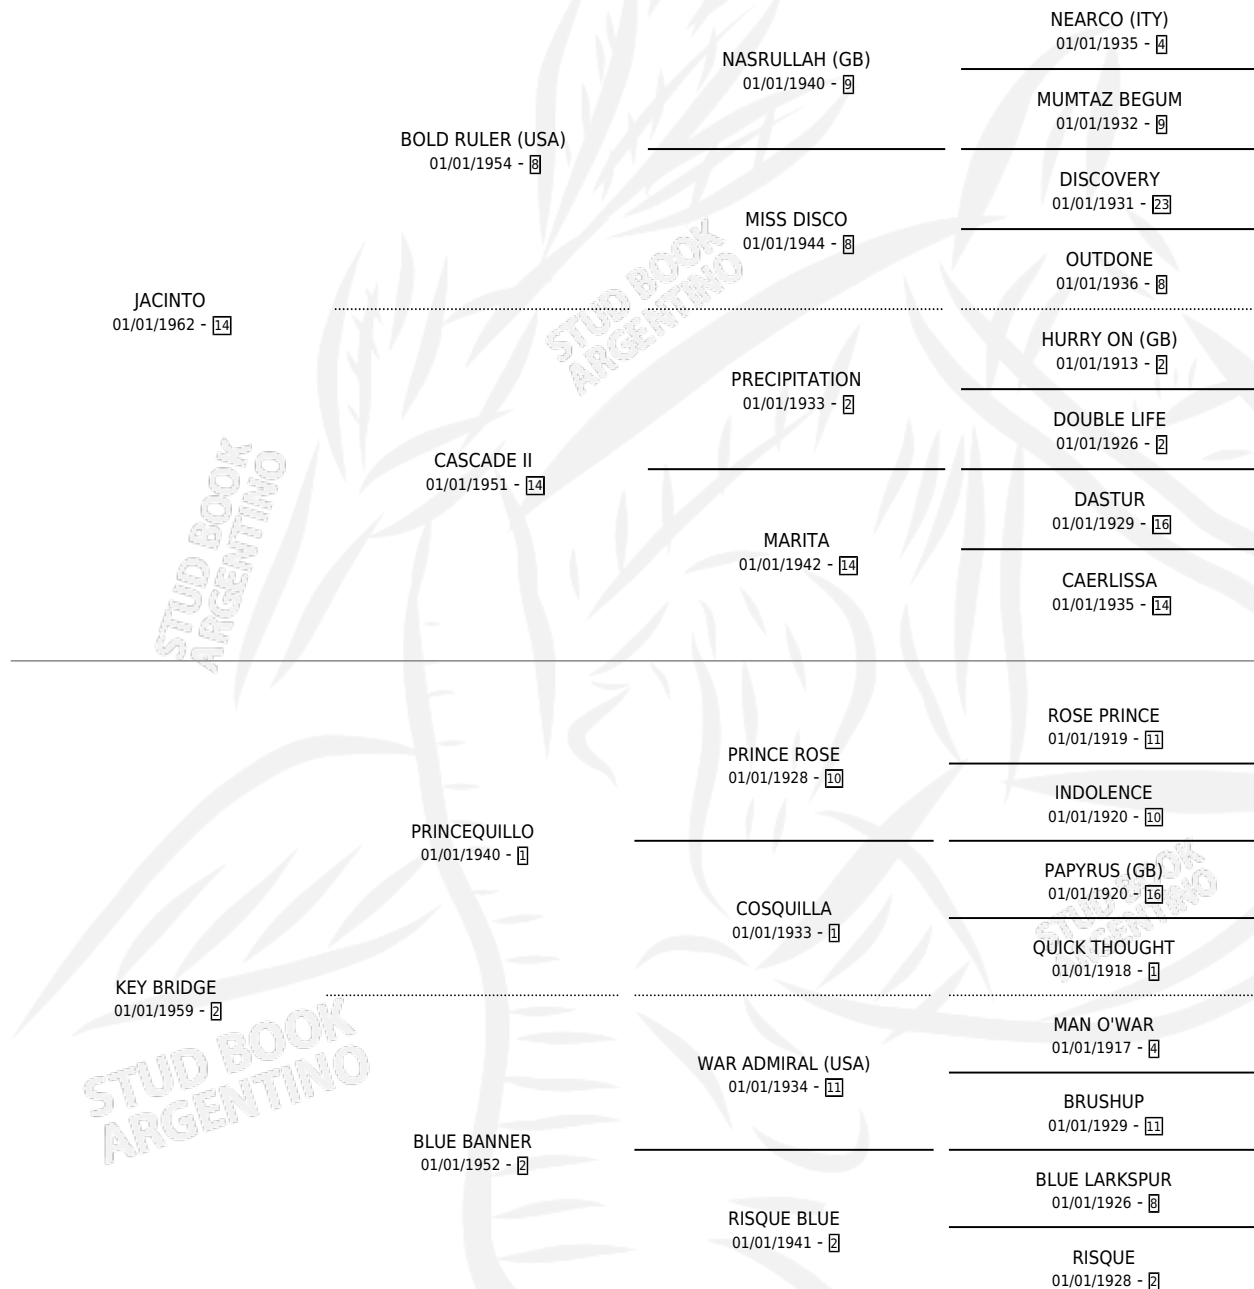 NEARCO (ITY)
01/01/1935 - 4
NASRULLAH (GB)
01/01/1940 - 9
MUMTAZ BEGUM
01/01/1932 - 9
BOLD RULER (USA)
01/01/1954 - 8
DISCOVERY
01/01/1931 - 23
MISS DISCO
01/01/1944 - 8
OUTDONE
01/01/1936 - 8
JACINTO
01/01/1962 - 14
HURRY ON (GB)
01/01/1913 - 2
PRECIPITATION
01/01/1933 - 2
DOUBLE LIFE
01/01/1926 - 2
CASCADE II
01/01/1951 - 14
DASTUR
01/01/1929 - 16
MARITA
01/01/1942 - 14
CAERLISSA
01/01/1935 - 14
ROSE PRINCE
01/01/1919 - 11
PRINCE ROSE
01/01/1928 - 10
INDOLENCE
01/01/1920 - 10
PRINCEQUILLO
01/01/1940 - 1
PAPYRUS (GB)
01/01/1920 - 16
COSQUILLA
01/01/1933 - 1
QUICK THOUGHT
01/01/1918 - 1
KEY BRIDGE
01/01/1959 - 2
MAN O'WAR
01/01/1917 - 4
WAR ADMIRAL (USA)
01/01/1934 - 11
BRUSHUP
01/01/1929 - 11
BLUE BANNER
01/01/1952 - 2
BLUE LARKSPUR
01/01/1926 - 8
RISQUE BLUE
01/01/1941 - 2
RISQUE
01/01/1928 - 2
STUD BOOK
ARGENTINO
STUD BOOK
ARGENTINO
STUD BOOK
ARGENTINO
STUD BOOK
ARGENTINO